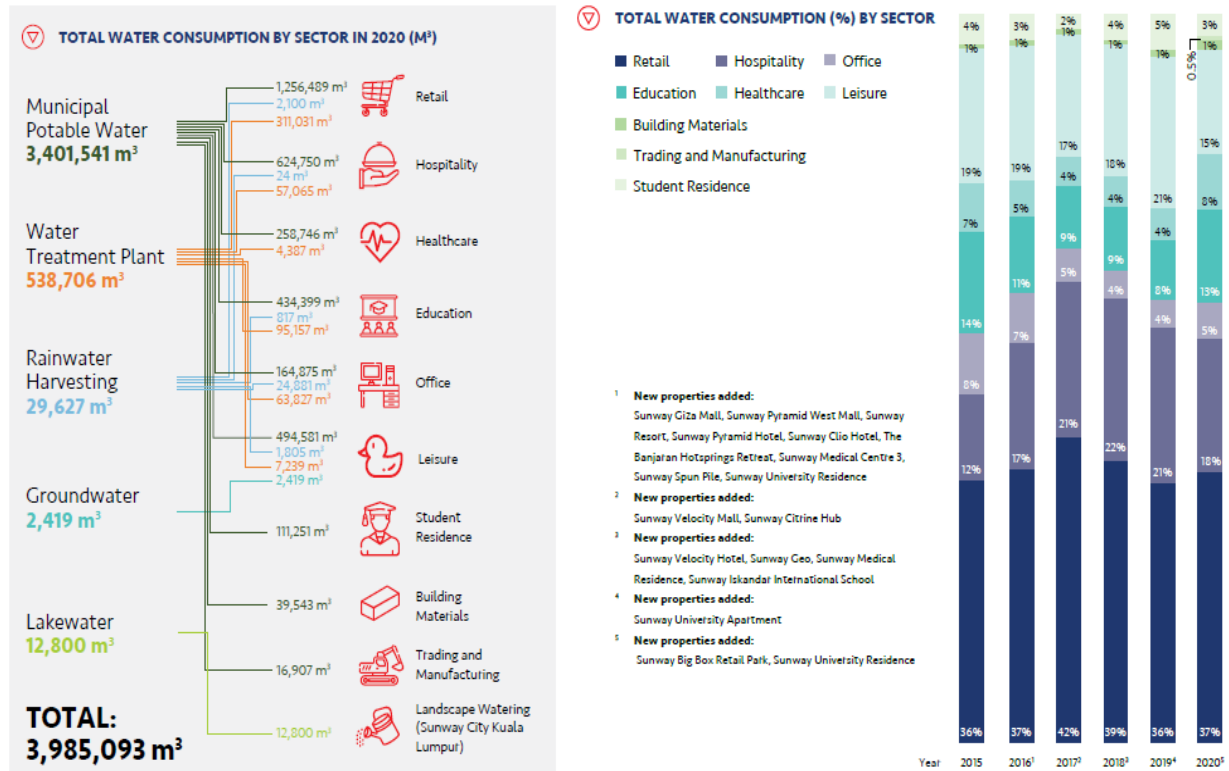 TOTAL WATER CONSUMPTION BY SECTOR IN 2020 (M³)
Municipal
Potable Water
3,401,541 m³
Water
Treatment Plant
538,706 m³
Rainwater
Harvesting
29,627 m³
Groundwater
2,419 m³
Lakewater
12,800 m³
TOTAL:
3,985,093 m³
1,256,489 m³
2,100 m³
311,031 m³
Retail
624,750 m³
24 m³
57,065 m³
Hospitality
258,746 m³
4,387 m³
Healthcare
434,399 m³
817 m³
95,157 m³
Education
164,875 m³
24,881 m³
63,827 m³
Office
494,581 m³
1,805 m³
7,239 m³
2,419 m³
Leisure
111,251 m³
Student
Residence
39,543 m³
Building
Materials
16,907 m³
Trading and
Manufacturing
12,800 m³
Landscape Watering
(Sunway City Kuala
Lumpur)
TOTAL WATER CONSUMPTION (%) BY SECTOR
Retail Hospitality Office
Education Healthcare Leisure
Building Materials
Trading and Manufacturing
Student Residence
¹ New properties added:
Sunway Giza Mall, Sunway Pyramid West Mall, Sunway
Resort, Sunway Pyramid Hotel, Sunway Clio Hotel, The
Banjaran Hotsprings Retreat, Sunway Medical Centre 3,
Sunway Spun Pile, Sunway University Residence
² New properties added:
Sunway Velocity Mall, Sunway Citrine Hub
³ New properties added:
Sunway Velocity Hotel, Sunway Geo, Sunway Medical
Residence, Sunway Iskandar International School
⁴ New properties added:
Sunway University Apartment
⁵ New properties added:
Sunway Big Box Retail Park, Sunway University Residence
4%
1%
19%
7%
14%
8%
12%
36%
3%
1%
19%
5%
11%
7%
17%
37%
2%
1%
17%
4%
9%
5%
21%
42%
4%
1%
18%
4%
9%
4%
22%
39%
5%
1%
21%
4%
8%
4%
21%
36%
3%
1%
0.5%
15%
8%
13%
5%
18%
37%
Year 2015 2016¹ 2017² 2018³ 2019⁴ 2020⁵